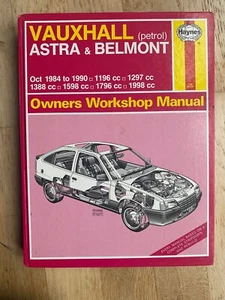 VAUXHALL (petrol)
Haynes
ASTRA & BELMONT
Oct 1984 to 1990 □ 1196 cc □ 1297 cc
1388 cc □ 1598 cc □ 1796 cc □ 1998 cc
Owners Workshop Manual